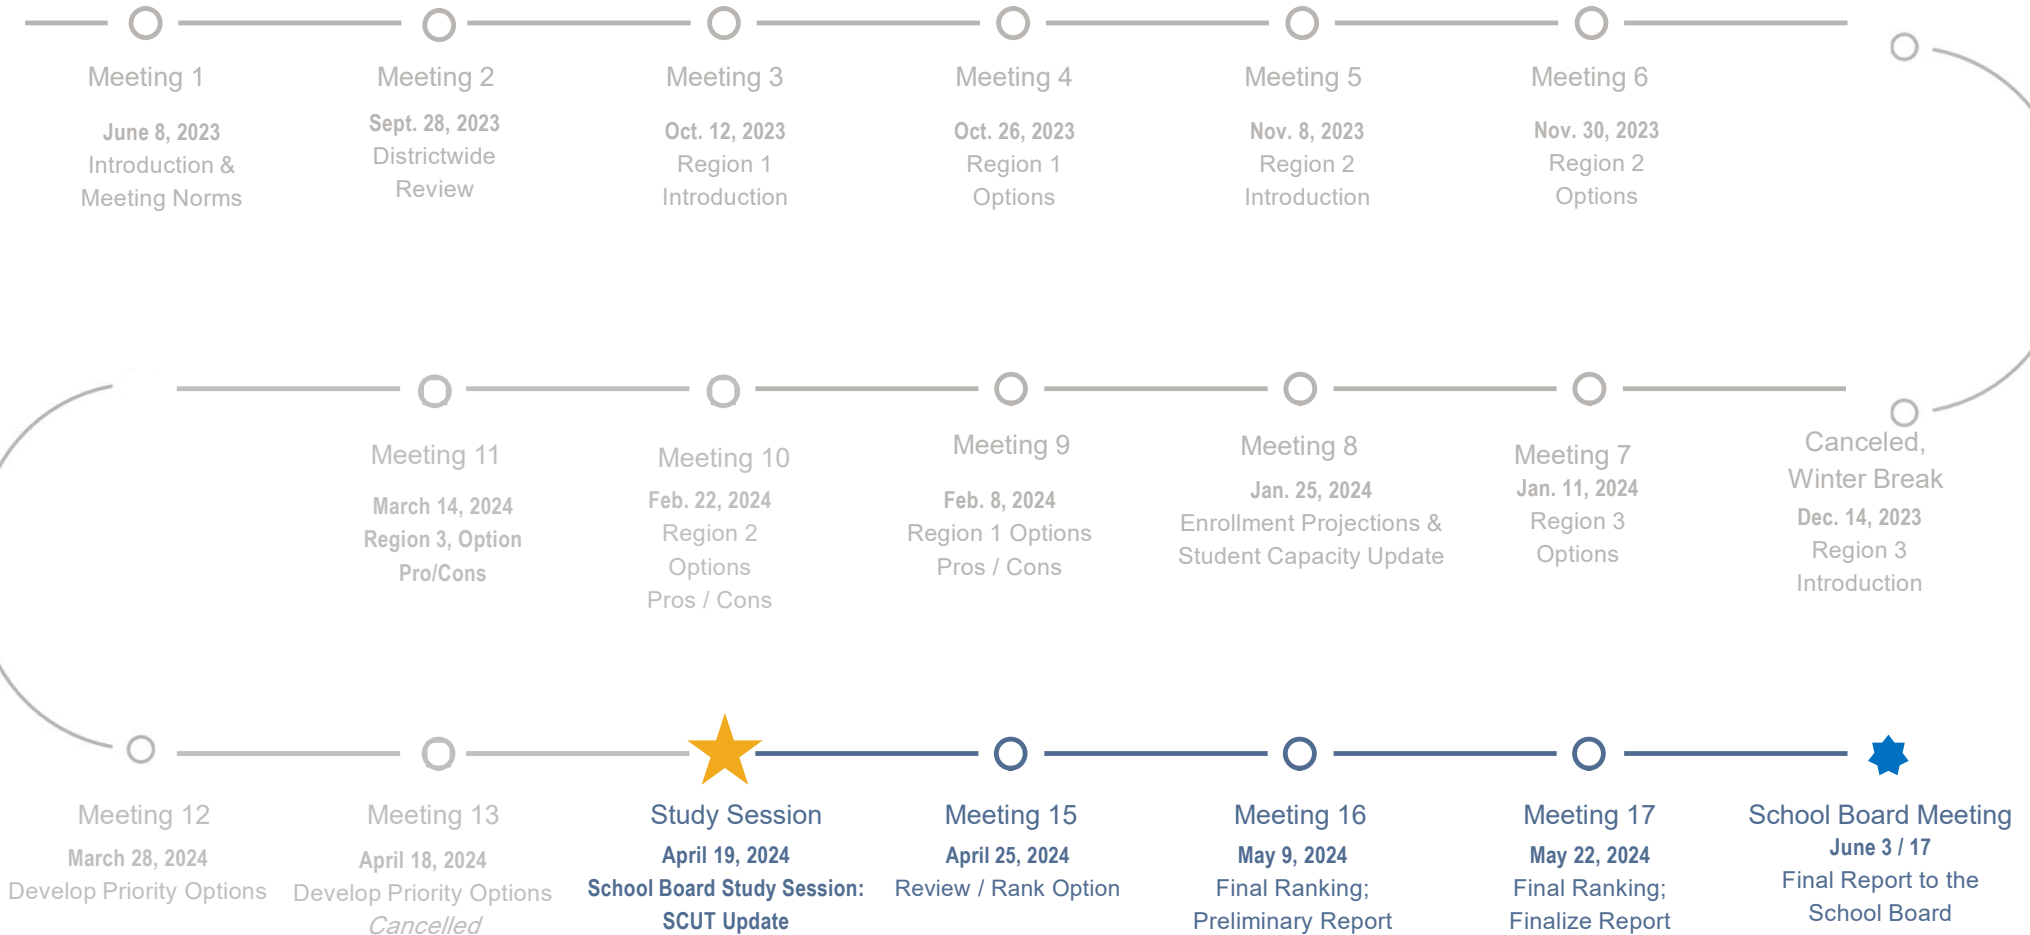 Meeting 1
June 8, 2023
Introduction &
Meeting Norms
Meeting 2
Sept. 28, 2023
Districtwide
Review
Meeting 3
Oct. 12, 2023
Region 1
Introduction
Meeting 4
Oct. 26, 2023
Region 1
Options
Meeting 5
Nov. 8, 2023
Region 2
Introduction
Meeting 6
Nov. 30, 2023
Region 2
Options
Meeting 11
March 14, 2024
Region 3, Option
Pro/Cons
Meeting 10
Feb. 22, 2024
Region 2
Options
Pros / Cons
Meeting 9
Feb. 8, 2024
Region 1 Options
Pros / Cons
Meeting 8
Jan. 25, 2024
Enrollment Projections &
Student Capacity Update
Meeting 7
Jan. 11, 2024
Region 3
Options
Canceled,
Winter Break
Dec. 14, 2023
Region 3
Introduction
Meeting 12
March 28, 2024
Develop Priority Options
Meeting 13
April 18, 2024
Develop Priority Options
Cancelled
Study Session
April 19, 2024
School Board Study Session:
SCUT Update
Meeting 15
April 25, 2024
Review / Rank Option
Meeting 16
May 9, 2024
Final Ranking;
Preliminary Report
Meeting 17
May 22, 2024
Final Ranking;
Finalize Report
School Board Meeting
June 3 / 17
Final Report to the
School Board